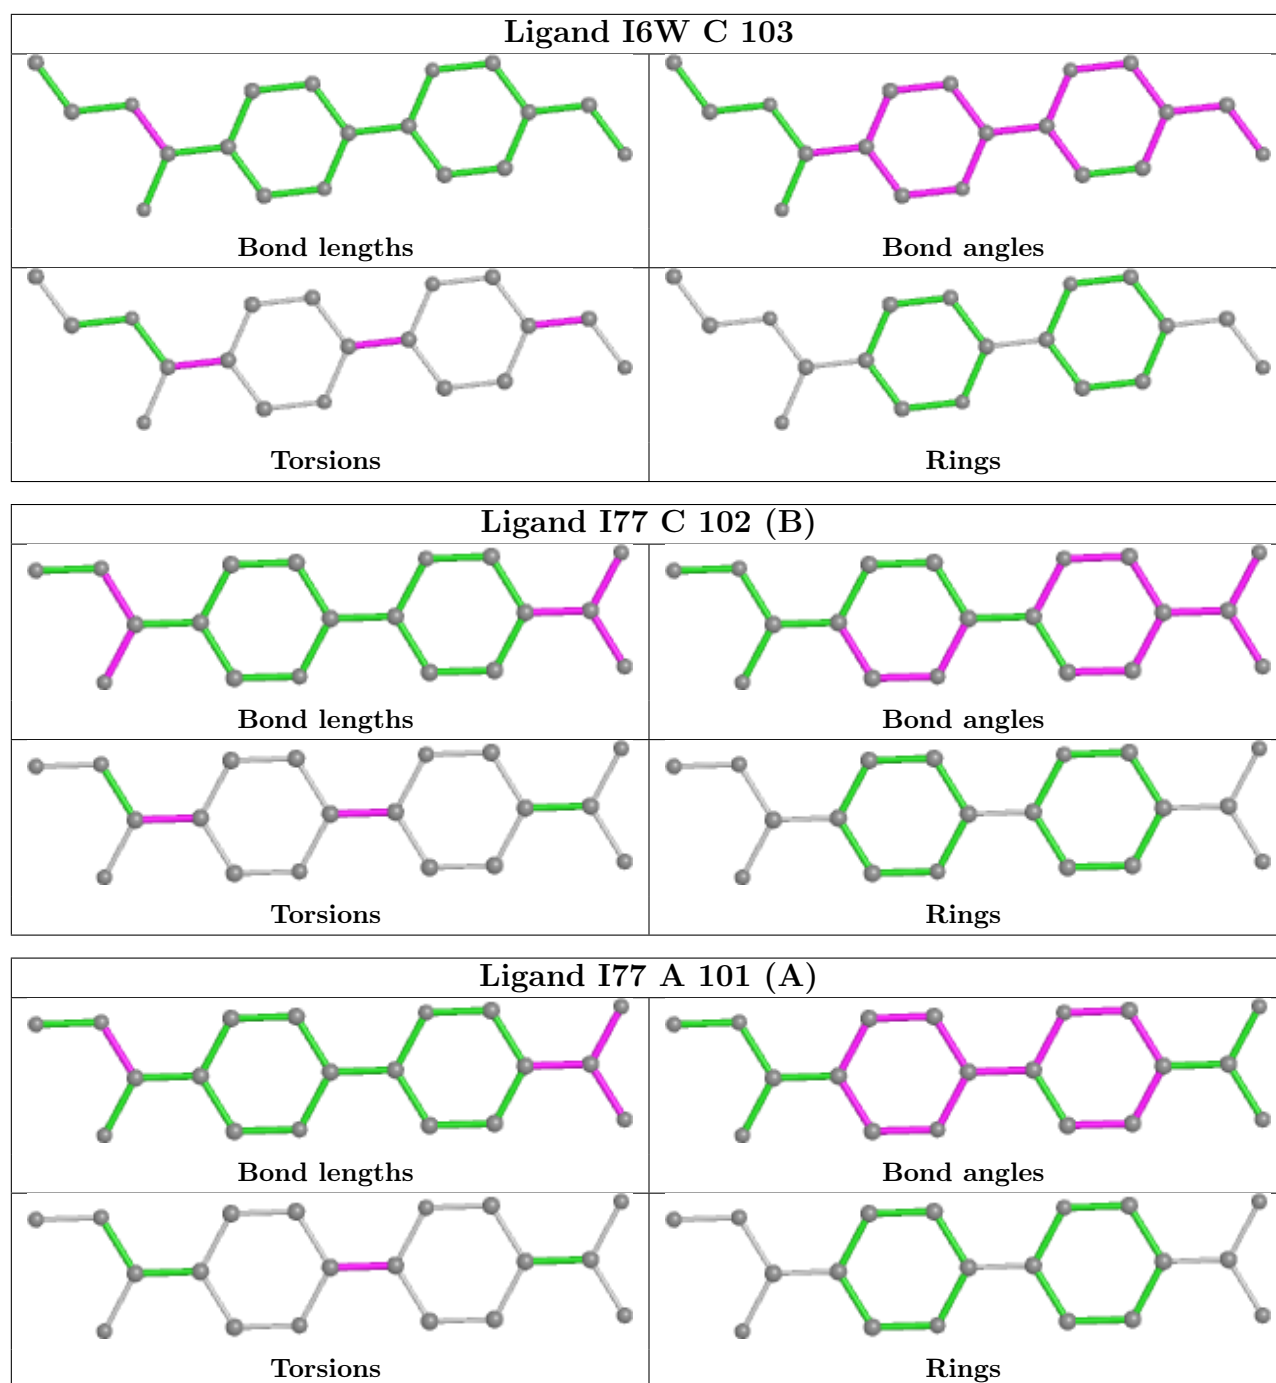 Ligand I6W C 103
Bond lengths
Bond angles
Torsions
Rings
Ligand I77 C 102 (B)
Bond lengths
Bond angles
Torsions
Rings
Ligand I77 A 101 (A)
Bond lengths
Bond angles
Torsions
Rings